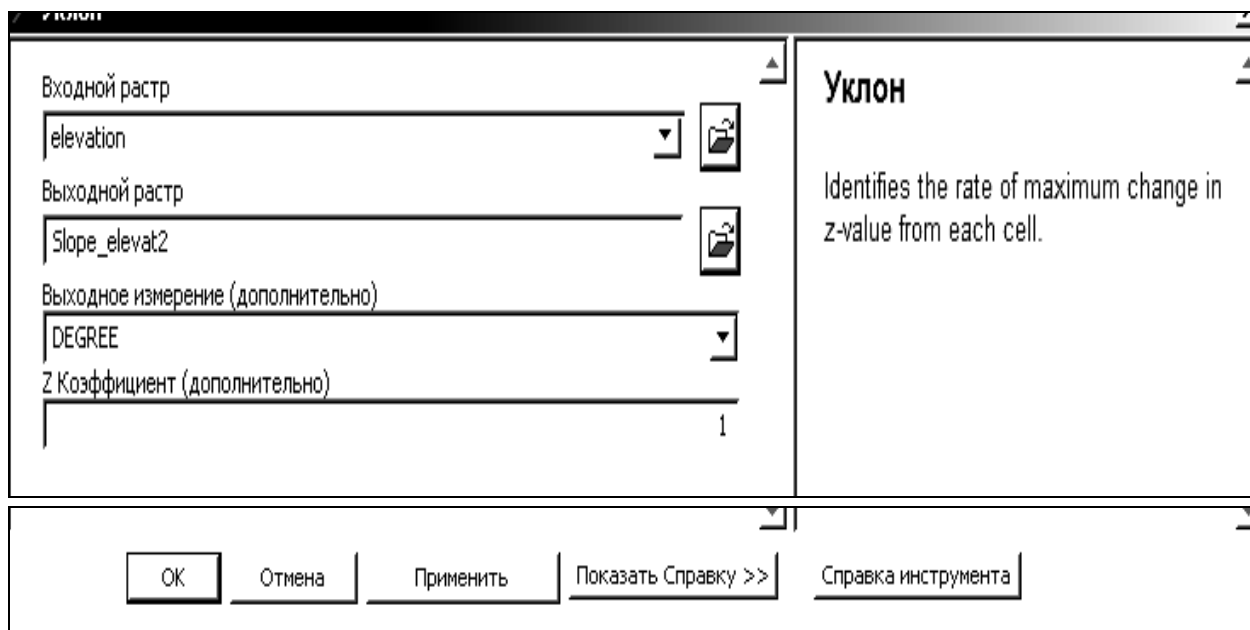 Уклон
Входной растр
elevation
Выходной растр
Slope_elevat2
Выходное измерение (дополнительно)
DEGREE
Z Коэффициент (дополнительно)
1
Уклон
Identifies the rate of maximum change in
z-value from each cell.
OK
Отмена
Применить
Показать Справку >>
Справка инструмента